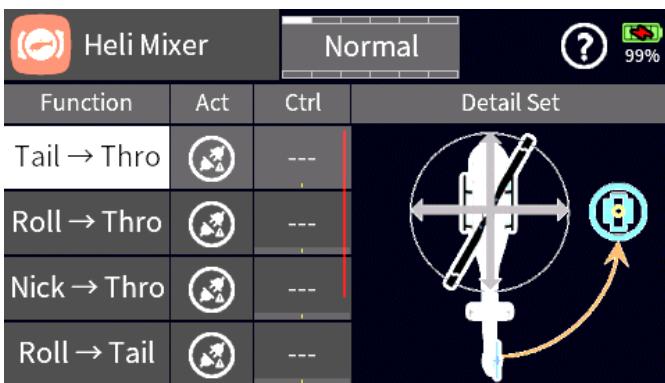 Heli Mixer
Normal
?
99%
Function Act Ctrl Detail Set
Tail → Thro ---
Roll → Thro ---
Nick → Thro ---
Roll → Tail ---